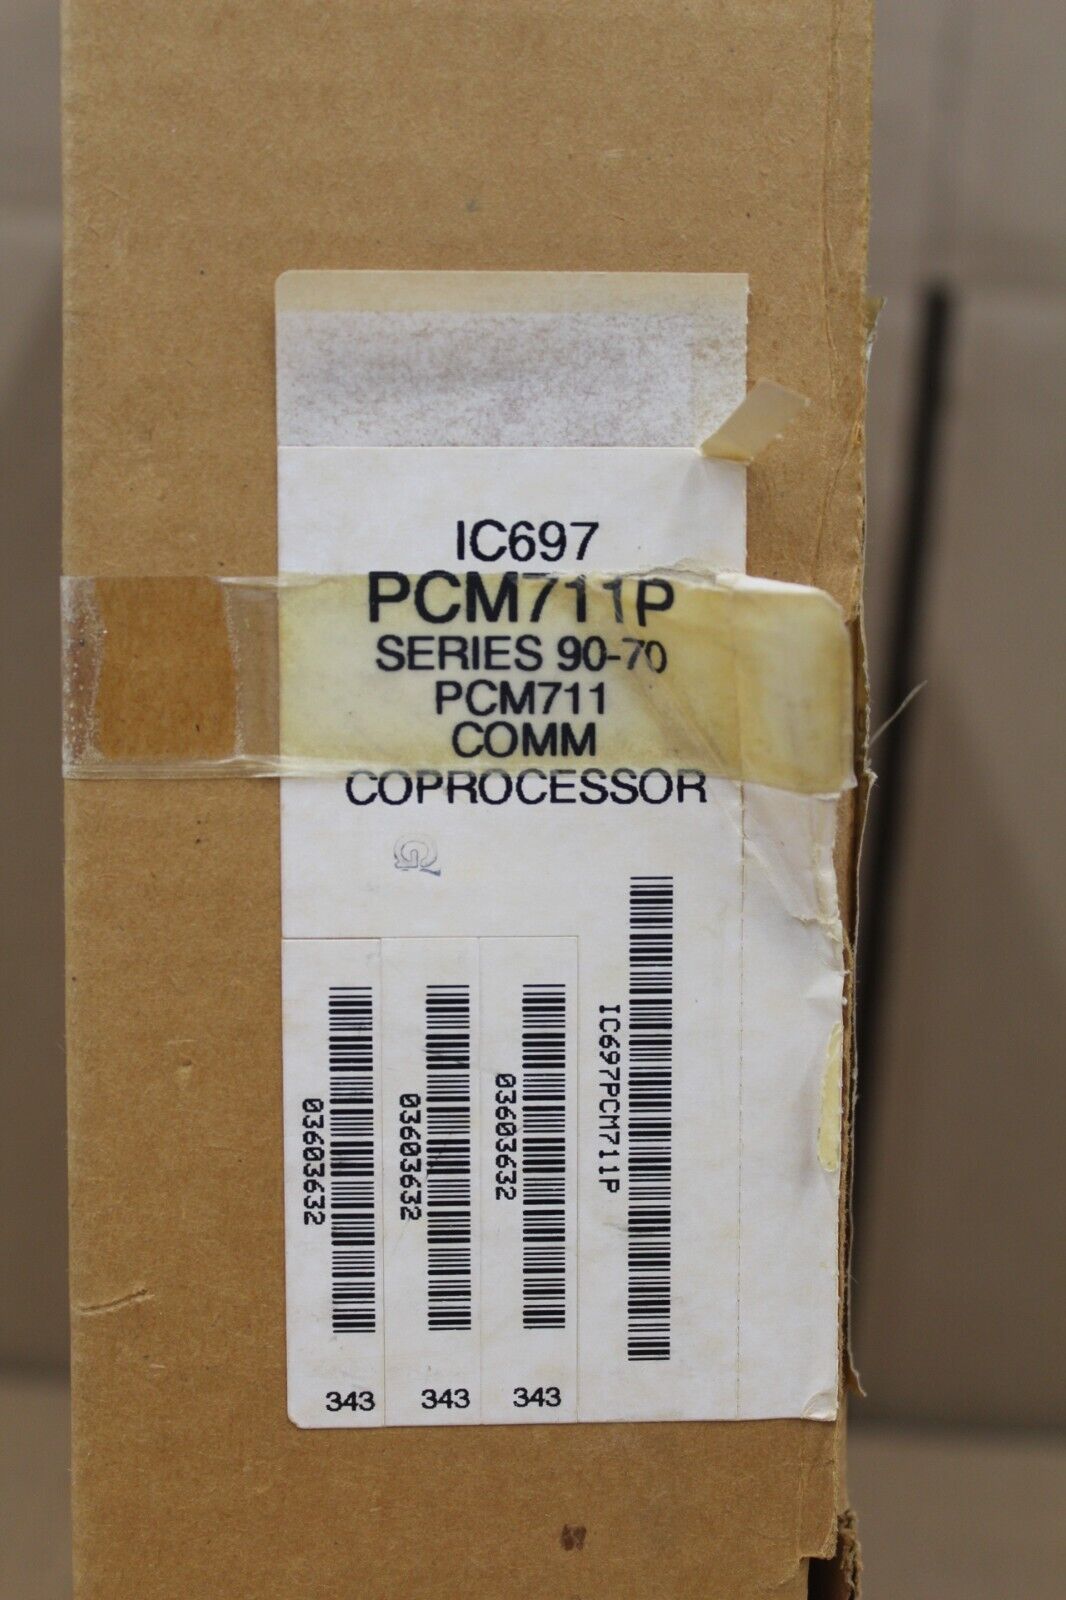 IC697
PCM711P
SERIES 90-70
PCM711
COMM
COPROCESSOR
IC697PCM711P
03603632
03603632
03603632
343
343
343